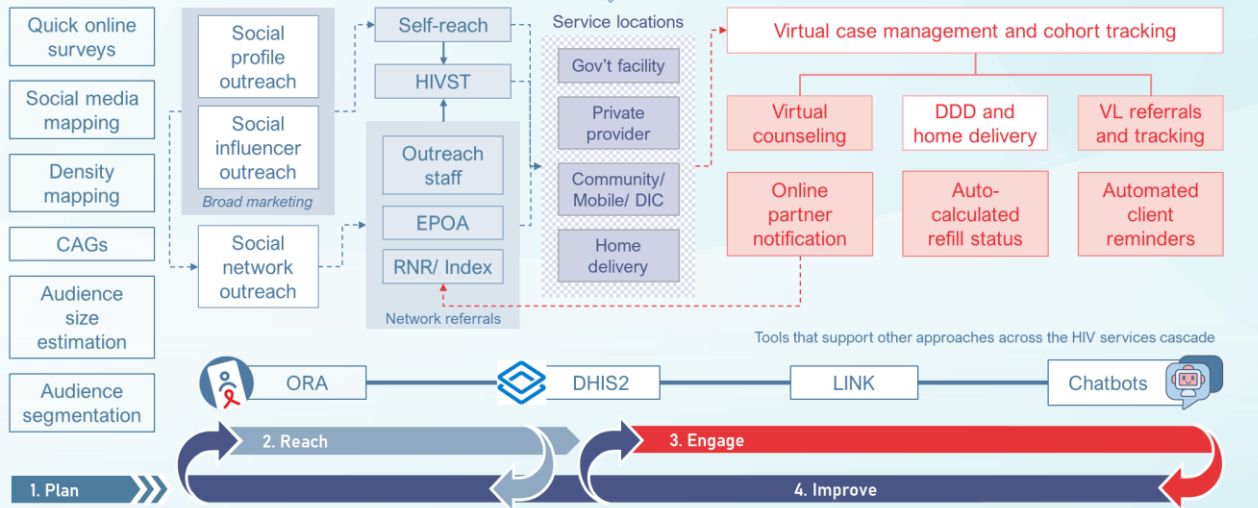 Quick online
surveys
Social media
mapping
Density
mapping
CAGs
Audience
size
estimation
Audience
segmentation
Social
profile
outreach
Social
influencer
outreach
Broad marketing
Social
network
outreach
Self-reach
HIVST
Outreach
staff
EPOA
RNR/ Index
Network referrals
Service locations
Gov't facility
Private
provider
Community/
Mobile/ DIC
Home
delivery
Virtual case management and cohort tracking
Virtual
counseling
DDD and
home delivery
VL referrals
and tracking
Online
partner
notification
Auto-
calculated
refill status
Automated
client
reminders
Tools that support other approaches across the HIV services cascade
ORA
DHIS2
LINK
Chatbots
2. Reach
3. Engage
1. Plan
4. Improve